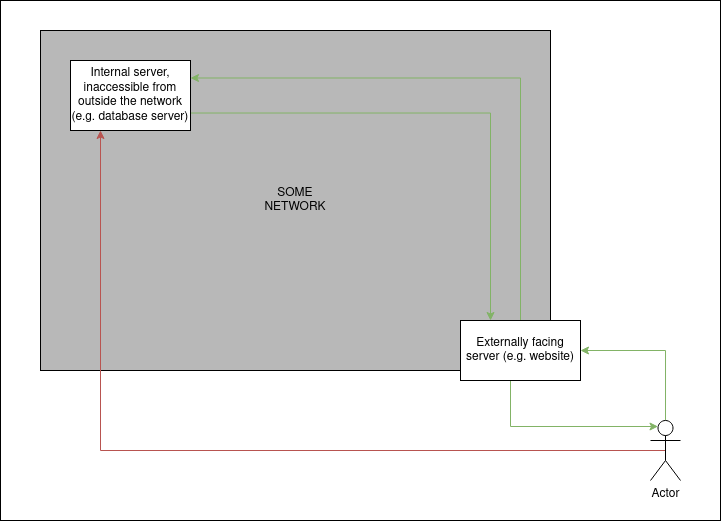 Internal server,
inaccessible from
outside the network
(e.g. database server)
SOME
NETWORK
Externally facing
server (e.g. website)
Actor